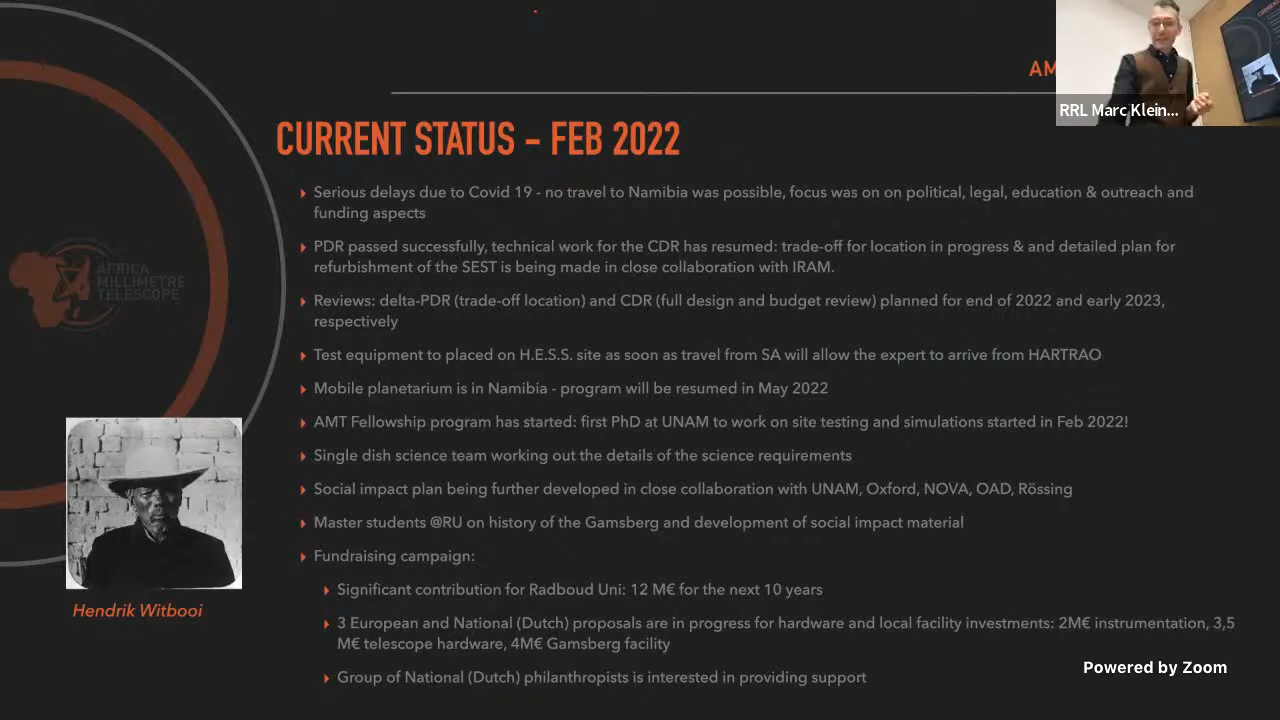 AM
RRL Marc Klein...
CURRENT STATUS - FEB 2022
Serious delays due to Covid 19 - no travel to Namibia was possible, focus was on on political, legal, education & outreach and
funding aspects
PDR passed successfully, technical work for the CDR has resumed: trade-off for location in progress & and detailed plan for
refurbishment of the SEST is being made in close collaboration with IRAM.
Reviews: delta-PDR (trade-off location) and CDR (full design and budget review) planned for end of 2022 and early 2023,
respectively
AFRICA
MILLIMETRE
TELESCOPE
Test equipment to placed on H.E.S.S. site as soon as travel from SA will allow the expert to arrive from HARTRAO
Mobile planetarium is in Namibia - program will be resumed in May 2022
AMT Fellowship program has started: first PhD at UNAM to work on site testing and simulations started in Feb 2022!
Single dish science team working out the details of the science requirements
Social impact plan being further developed in close collaboration with UNAM, Oxford, NOVA, OAD, Rössing
Master students @RU on history of the Gamsberg and development of social impact material
Fundraising campaign:
Significant contribution for Radboud Uni: 12 M€ for the next 10 years
3 European and National (Dutch) proposals are in progress for hardware and local facility investments: 2M€ instrumentation, 3,5
M€ telescope hardware, 4M€ Gamsberg facility
Group of National (Dutch) philanthropists is interested in providing support
Hendrik Witbooi
Powered by Zoom